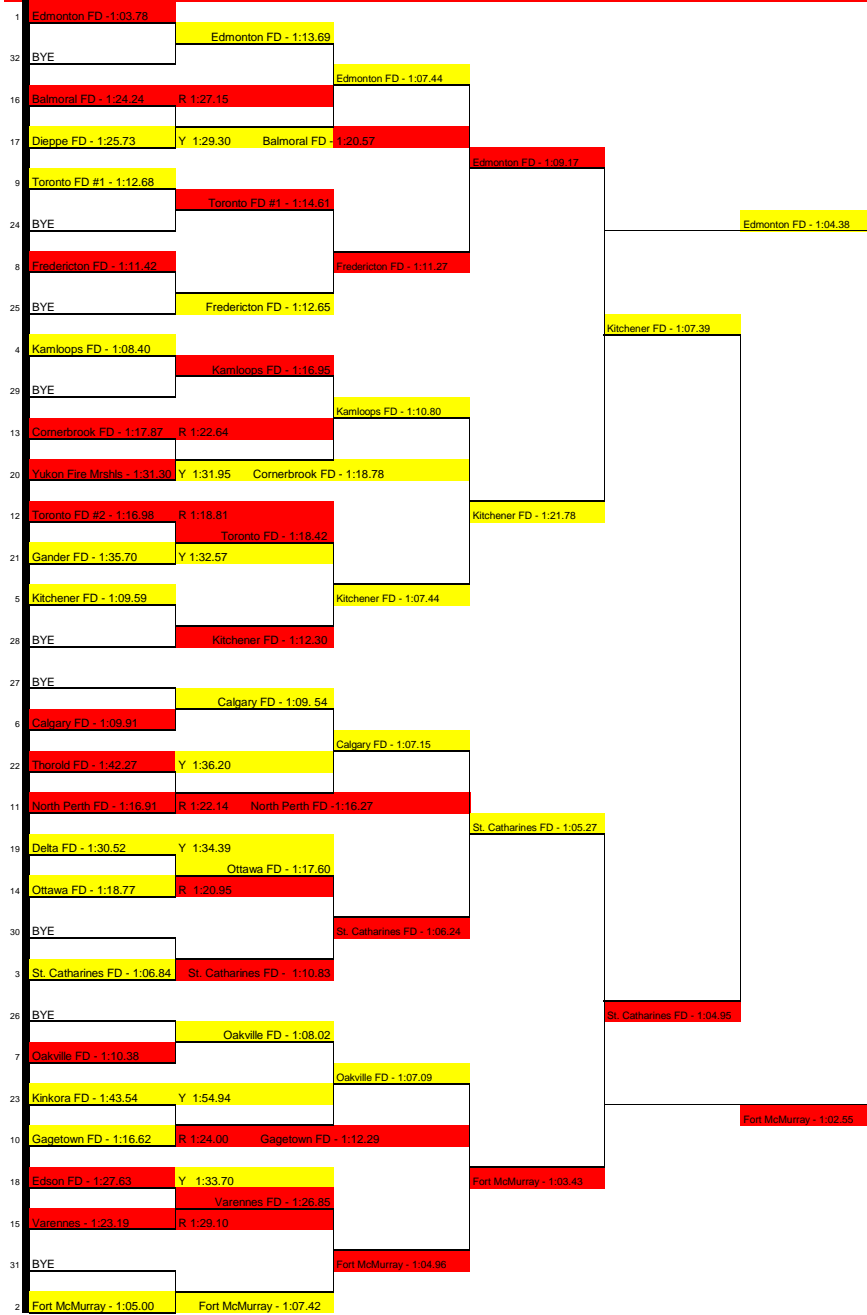 1 Edmonton FD -1:03.78
Edmonton FD - 1:13.69
32 BYE
Edmonton FD - 1:07.44
16 Balmoral FD - 1:24.24 R 1:27.15
17 Dieppe FD - 1:25.73 Y 1:29.30 Balmoral FD - 1:20.57
Edmonton FD - 1:09.17
9 Toronto FD #1 - 1:12.68
Toronto FD #1 - 1:14.61
24 BYE
Edmonton FD - 1:04.38
8 Fredericton FD - 1:11.42 Fredericton FD - 1:11.27
25 BYE Fredericton FD - 1:12.65
Kitchener FD - 1:07.39
4 Kamloops FD - 1:08.40
Kamloops FD - 1:16.95
29 BYE
Kamloops FD - 1:10.80
13 Cornerbrook FD - 1:17.87 R 1:22.64
20 Yukon Fire Mrshls - 1:31.30 Y 1:31.95 Cornerbrook FD - 1:18.78
12 Toronto FD #2 - 1:16.98 R 1:18.81 Kitchener FD - 1:21.78
Toronto FD - 1:18.42
21 Gander FD - 1:35.70 Y 1:32.57
5 Kitchener FD - 1:09.59 Kitchener FD - 1:07.44
28 BYE Kitchener FD - 1:12.30
27 BYE
Calgary FD - 1:09. 54
6 Calgary FD - 1:09.91
Calgary FD - 1:07.15
22 Thorold FD - 1:42.27 Y 1:36.20
11 North Perth FD - 1:16.91 R 1:22.14 North Perth FD -1:16.27
St. Catharines FD - 1:05.27
19 Delta FD - 1:30.52 Y 1:34.39
Ottawa FD - 1:17.60
14 Ottawa FD - 1:18.77 R 1:20.95
30 BYE St. Catharines FD - 1:06.24
3 St. Catharines FD - 1:06.84 St. Catharines FD - 1:10.83
26 BYE St. Catharines FD - 1:04.95
Oakville FD - 1:08.02
7 Oakville FD - 1:10.38
Oakville FD - 1:07.09
23 Kinkora FD - 1:43.54 Y 1:54.94
Fort McMurray - 1:02.55
10 Gagetown FD - 1:16.62 R 1:24.00 Gagetown FD - 1:12.29
18 Edson FD - 1:27.63 Y 1:33.70 Fort McMurray - 1:03.43
Varennes FD - 1:26.85
15 Varennes - 1:23.19 R 1:29.10
31 BYE Fort McMurray - 1:04.96
2 Fort McMurray - 1:05.00 Fort McMurray - 1:07.42